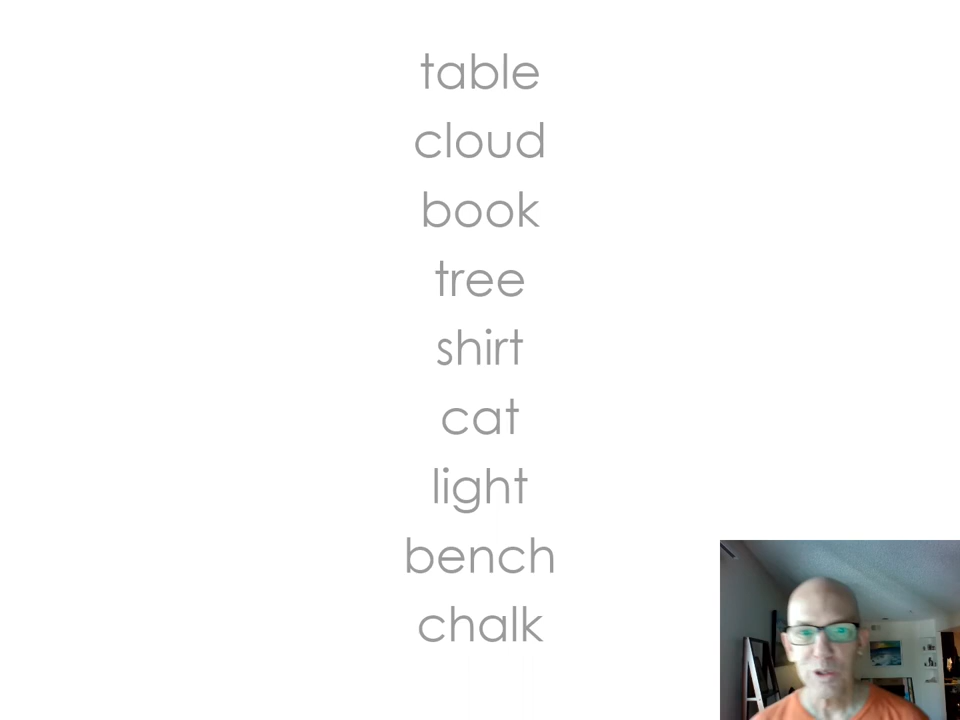 table
cloud
book
tree
shirt
cat
light
bench
chalk